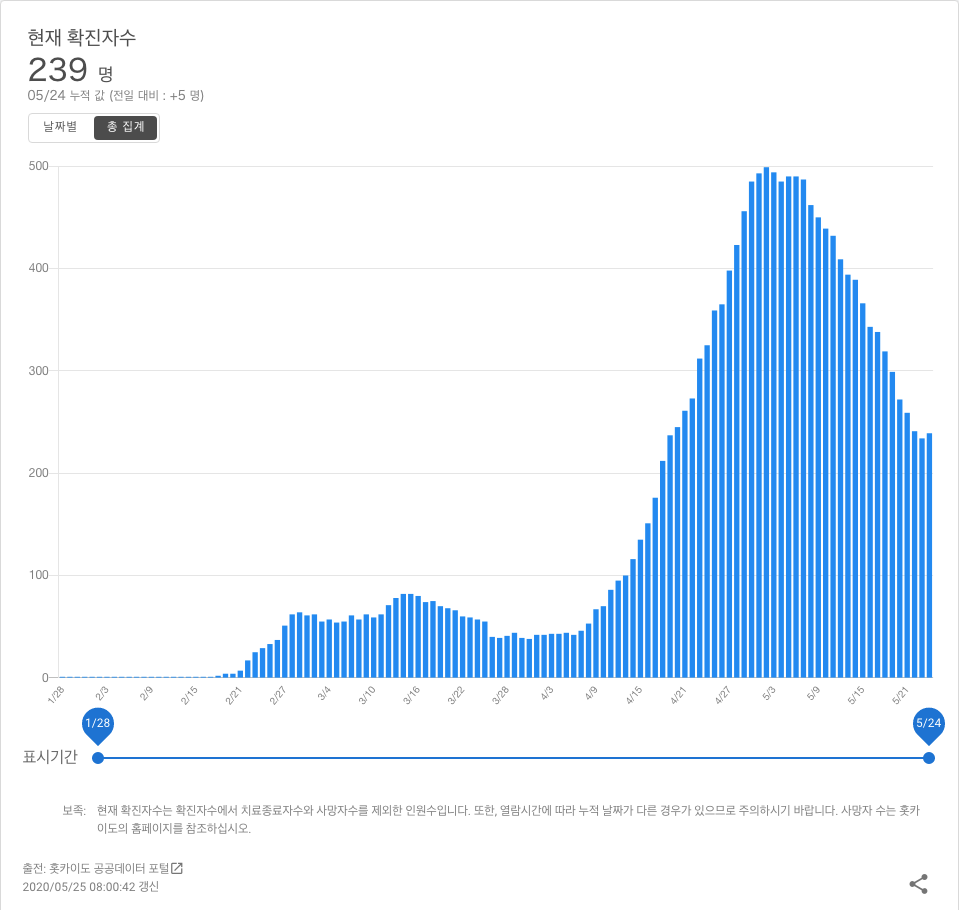 현재 확진자수
239 명
05/24 누적 값 (전일 대비 : +5 명)
날짜별 총 집계
500
400
300
200
100
0
1/28 2/3 2/9 2/15 2/21 2/27 3/4 3/10 3/16 3/22 3/28 4/3 4/9 4/15 4/21 4/27 5/3 5/9 5/15 5/21
1/28 5/24
표시기간
보족: 현재 확진자수는 확진자수에서 치료종료자수와 사망자수를 제외한 인원수입니다. 또한, 열람시간에 따라 누적 날짜가 다른 경우가 있으므로 주의하시기 바랍니다. 사망자 수는 홋카
이도의 홈페이지를 참조하십시오.
출전: 홋카이도 공공데이터 포털
2020/05/25 08:00:42 갱신